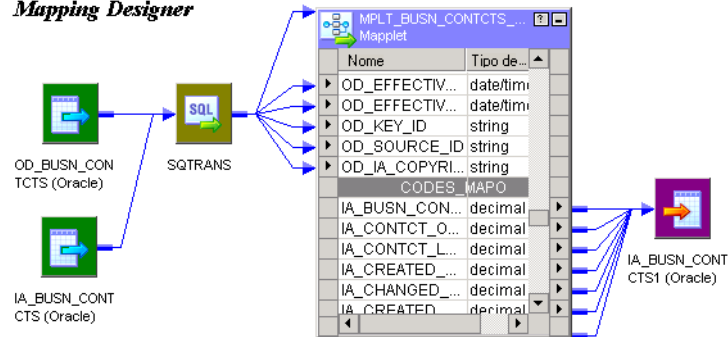 Mapping Designer
MPLT_BUSN_CONTCTS_...
Mapplet
Nome Tipo de...
OD_EFFECTIV... date/time
OD_EFFECTIV... date/time
OD_KEY_ID string
OD_SOURCE_ID string
OD_IA_COPYRI... string
CODES_MAPO
IA_BUSN_CON... decimal
IA_CONTCT_O... decimal
IA_CONTCT_L... decimal
IA_CREATED_... decimal
IA_CHANGED_... decimal
IA_CREATED decimal
SQL
OD_BUSN_CON
TCTS (Oracle)
SQTRANS
IA_BUSN_CONT
CTS (Oracle)
IA_BUSN_CONT
CTS1 (Oracle)